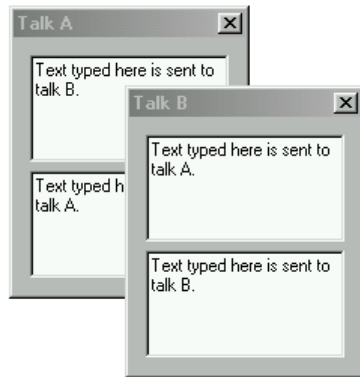 Talk A
Text typed here is sent to
talk B.
Text typed h
talk A.
Talk B
Text typed here is sent to
talk A.
Text typed here is sent to
talk B.